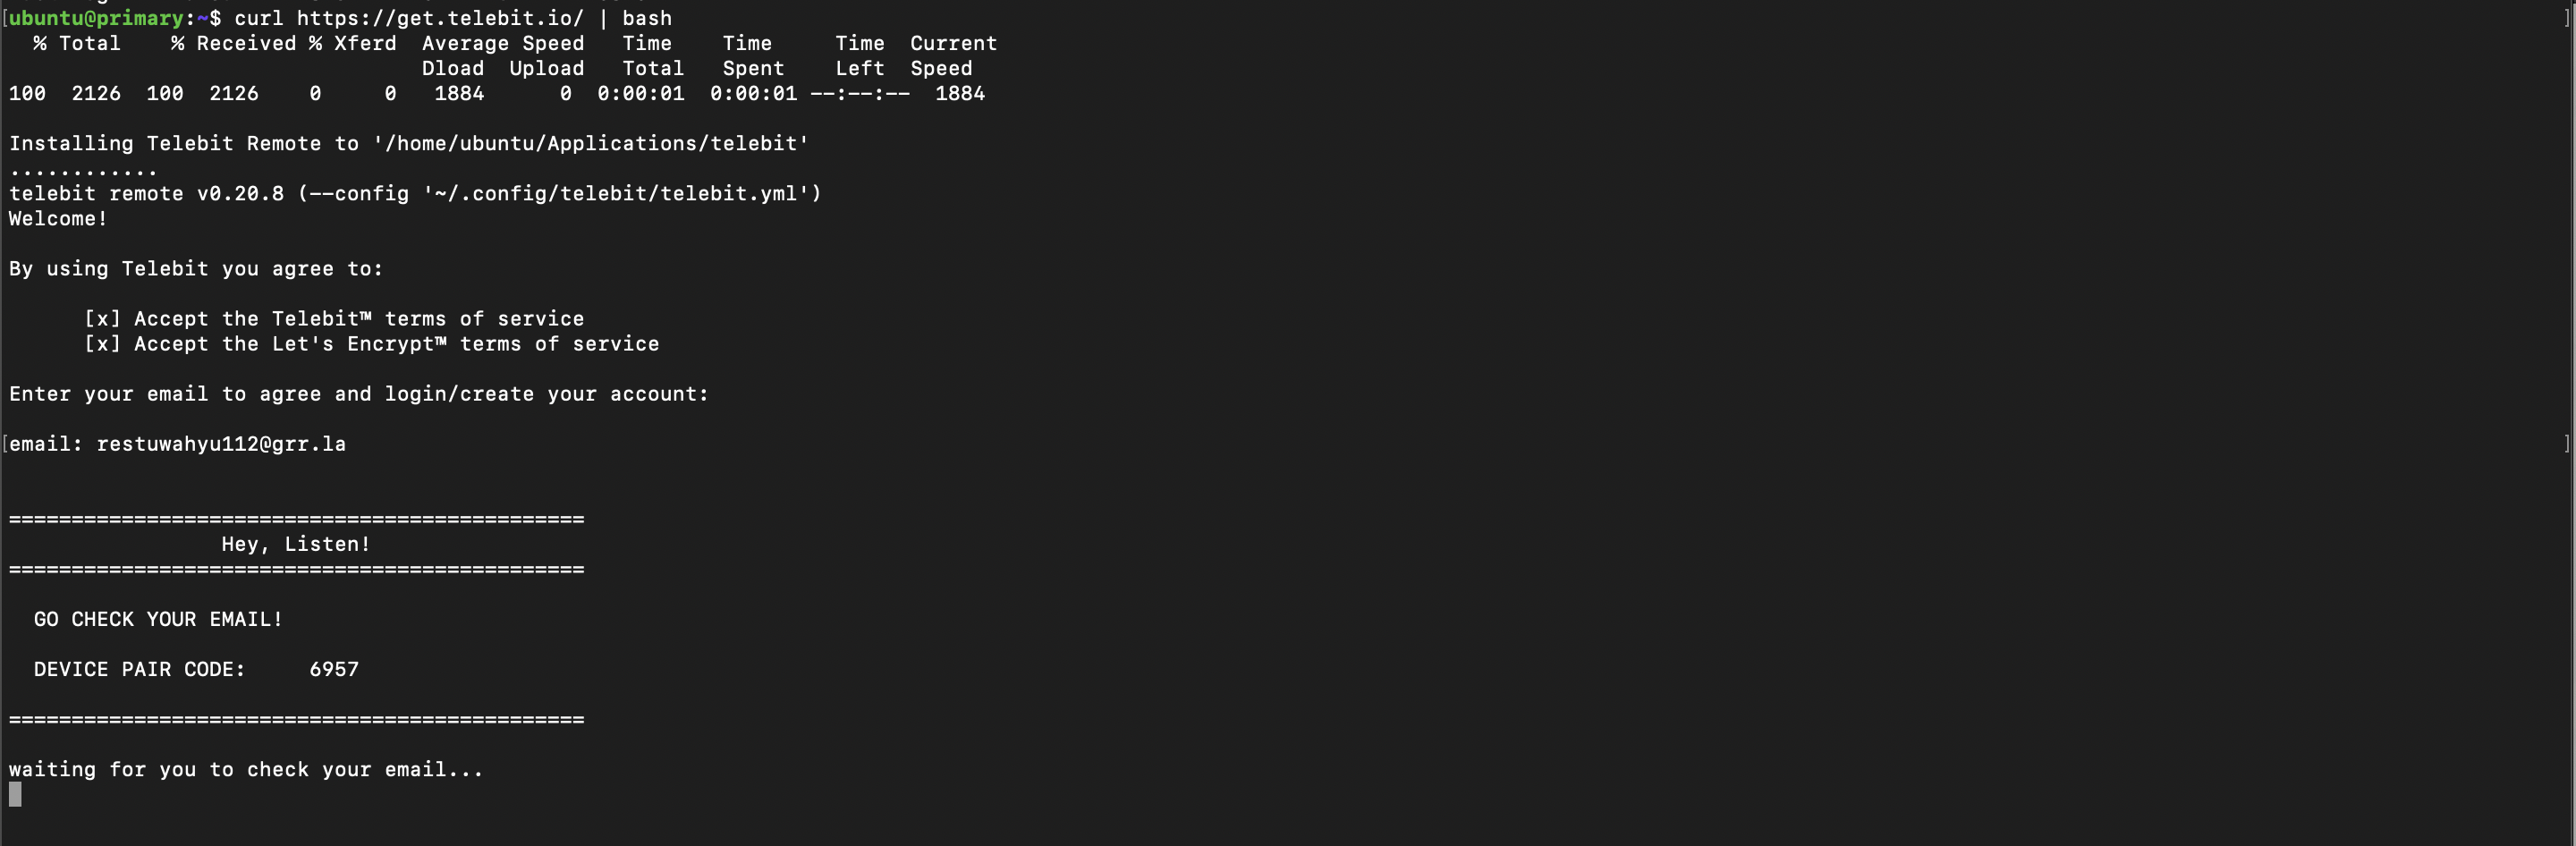 ubuntu@primary:~$ curl https://get.telebit.io/ | bash
% Total % Received % Xferd Average Speed Time Time Time Current
Dload Upload Total Spent Left Speed
100 2126 100 2126 0 0 1884 0 0:00:01 0:00:01 --:--:-- 1884
Installing Telebit Remote to '/home/ubuntu/Applications/telebit'
............
telebit remote v0.20.8 (--config '~/.config/telebit/telebit.yml')
Welcome!
By using Telebit you agree to:
[x] Accept the Telebit™ terms of service
[x] Accept the Let's Encrypt™ terms of service
Enter your email to agree and login/create your account:
email: restuwahyu112@grr.la
==============================================
Hey, Listen!
==============================================
GO CHECK YOUR EMAIL!
DEVICE PAIR CODE: 6957
==============================================
waiting for you to check your email...